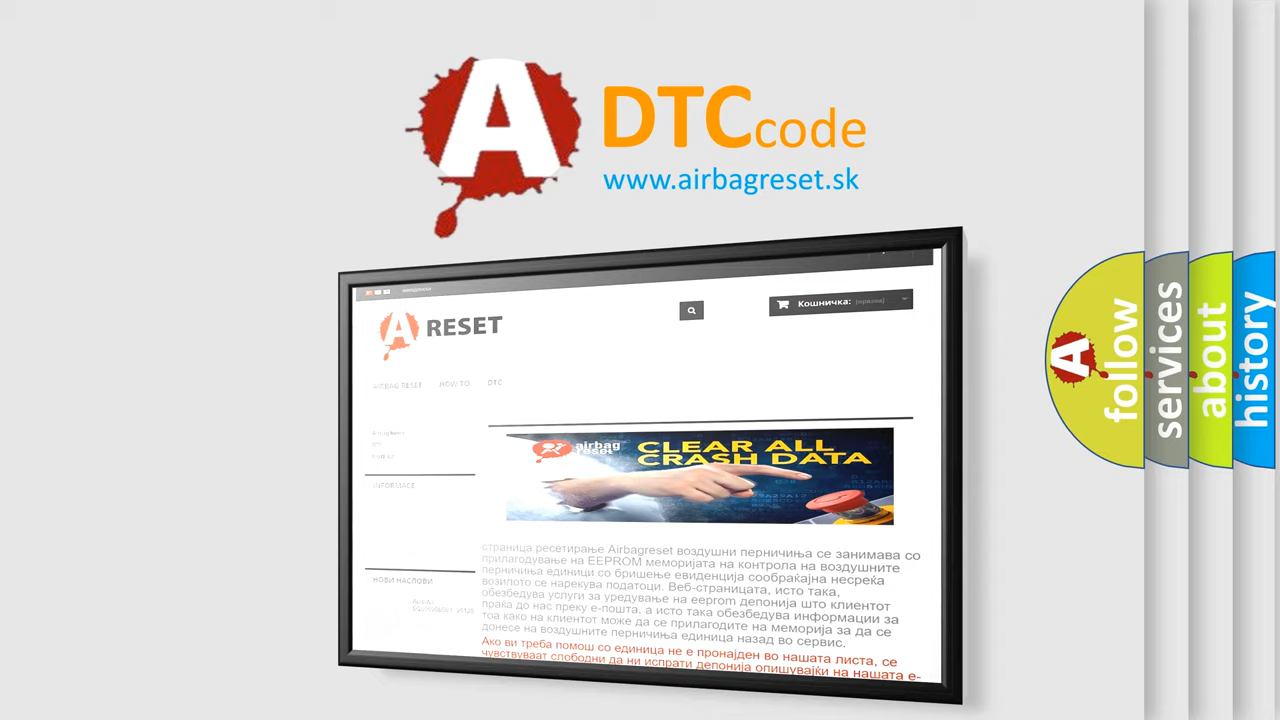 A DTCcode
www.airbagreset.sk
A RESET
Кошничка: (празна)
AIRBAG RESET HOW TO DTC
INFORMACE
airbag
reset
CLEAR ALL
CRASH DATA
страница ресетирање Airbagreset воздушни перничиња се занимава со
прилагодување на EEPROM меморијата на контрола на воздушните
перничиња единици со бришење евиденција сообраќајна несреќа
возилото се нарекува податоци. Веб-страницата, исто така,
обезбедува услуги за уредување на eeprom депонија што клиентот
праќа до нас преку е-пошта, а исто така обезбедува информации за
тоа како на клиентот може да се прилагодите на меморија за да се
донесе на воздушните перничиња единица назад во сервис.
Ако ви треба помош со единица не е пронајден во нашата листа, се
чувствуваат слободни да ни испрати депонија опишувајќи на нашата е-
НОВИ НАСЛОВИ
A follow
services
about
history